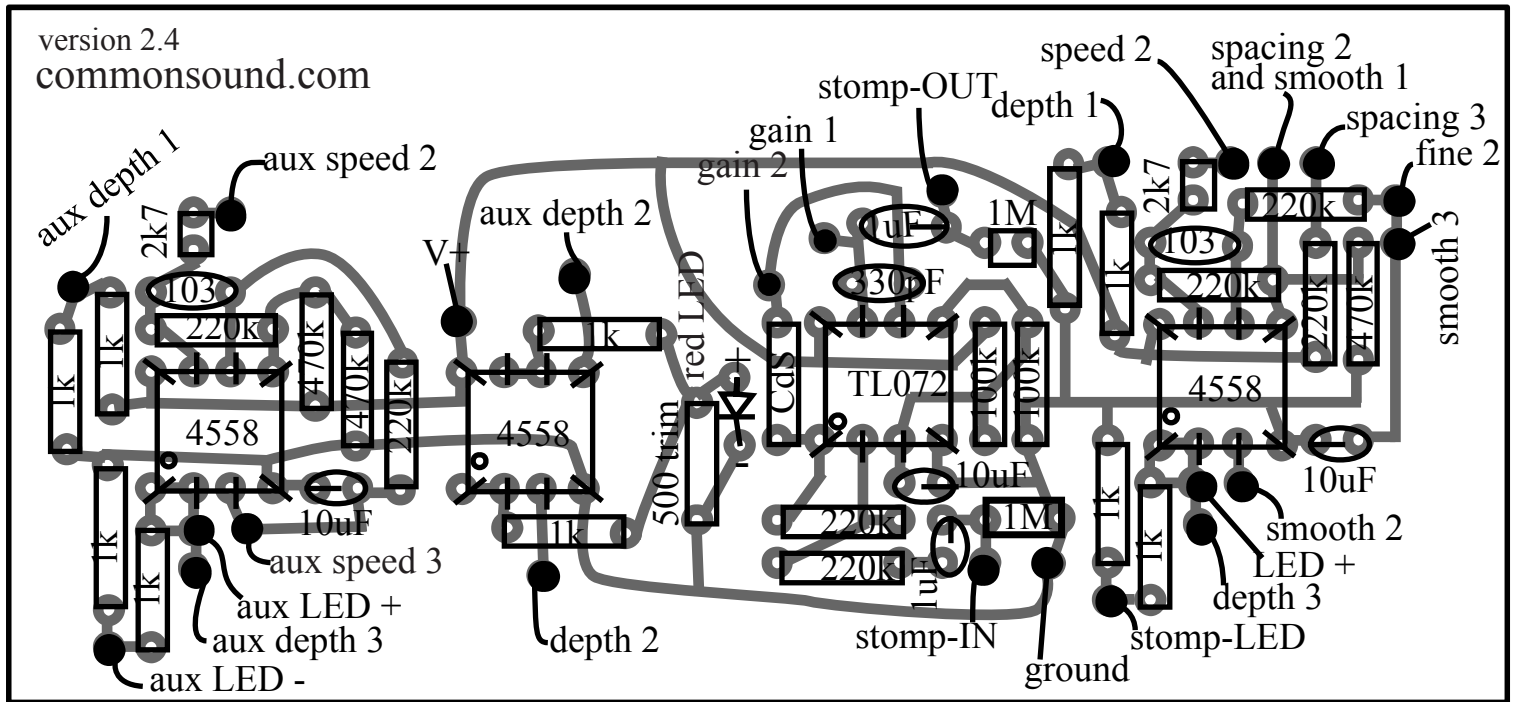 version 2.4
commonsound.com
speed 2
spacing 2
and smooth 1
stomp-OUT
depth 1
gain 1
gain 2
spacing 3
fine 2
aux depth 1
aux speed 2
2k7
aux depth 2
V+
1uF
1M
1k
2k7
220k
103
1k
220k
220k
470k
smooth 3
103
220k
1k
1k
470k
470k
220k
1k
red LED
+
330pF
CdS
TL072
100k
100k
4558
4558
4558
500 trim
-
10uF
10uF
10uF
1k
1k
1k
220k
220k
1uF
1M
1k
1k
smooth 2
LED +
depth 3
stomp-LED
aux speed 3
aux LED +
aux depth 3
aux LED -
depth 2
stomp-IN
ground